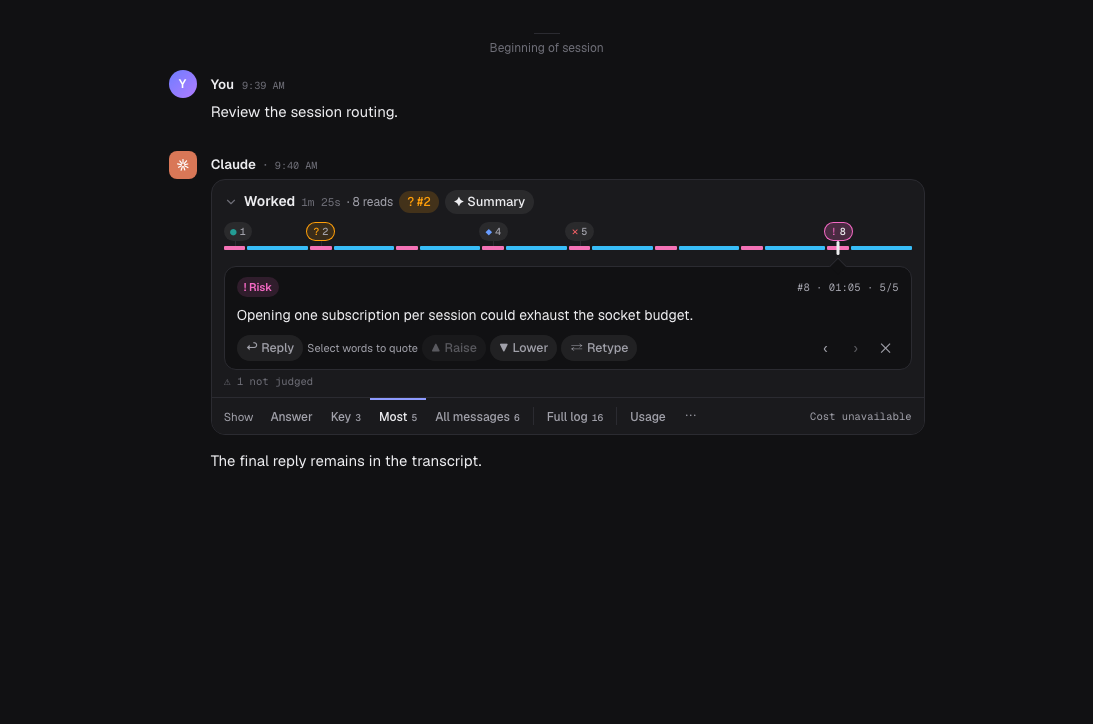 Beginning of session
Y You 9:39 AM
Review the session routing.
Claude · 9:40 AM
Worked 1m 25s · 8 reads ? #2 ✦ Summary
● 1 ? 2 ◆ 4 × 5 ! 8
! Risk #8 · 01:05 · 5/5
Opening one subscription per session could exhaust the socket budget.
↩ Reply Select words to quote ▲ Raise ▼ Lower ⇄ Retype ‹ › ×
⚠ 1 not judged
Show Answer Key 3 Most 5 All messages 6 Full log 16 Usage ··· Cost unavailable
The final reply remains in the transcript.